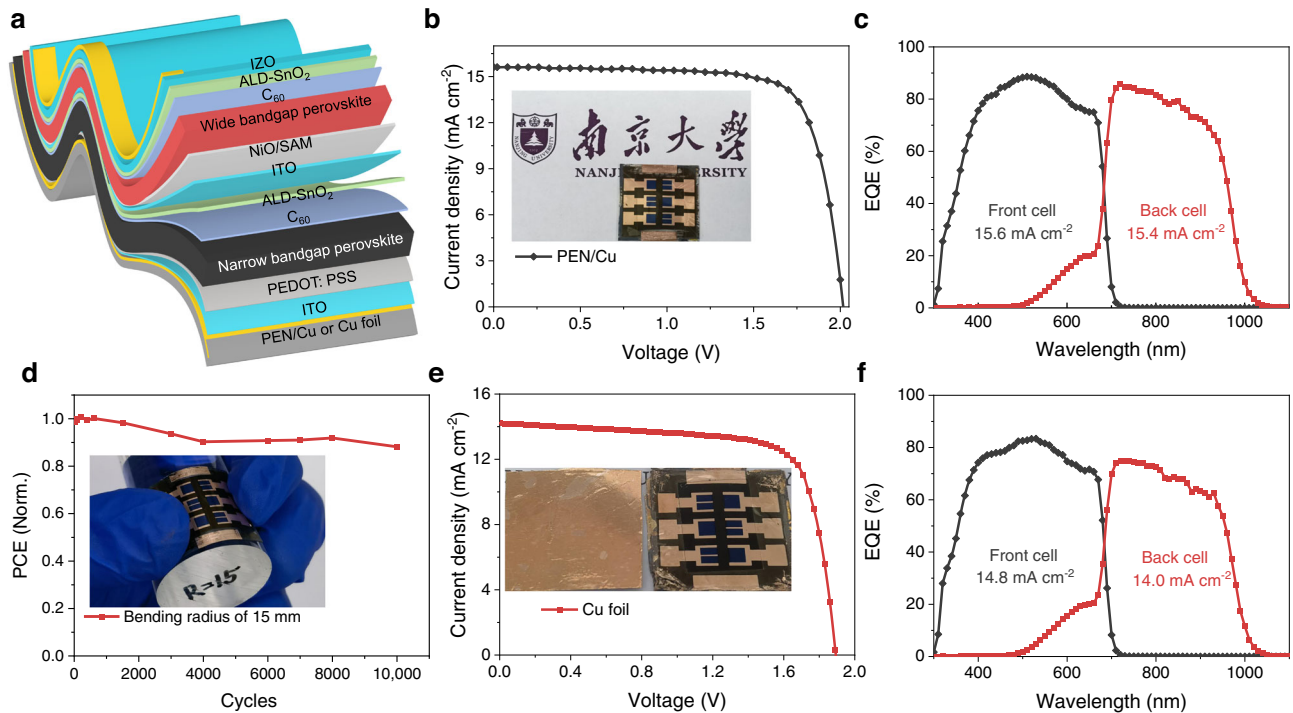 a
IZO
ALD-SnO₂
C₆₀
Wide bandgap perovskite
NiO/SAM
ITO
ALD-SnO₂
C₆₀
Narrow bandgap perovskite
PEDOT: PSS
ITO
PEN/Cu or Cu foil
b
Current density (mA cm⁻²)
15
10
5
0
南京大學
NANJI
ERSITY
PEN/Cu
0.0
0.5
1.0
1.5
2.0
Voltage (V)
c
EQE (%)
100
80
60
40
20
0
Front cell
15.6 mA cm⁻²
Back cell
15.4 mA cm⁻²
400
600
800
1000
Wavelength (nm)
d
PCE (Norm.)
1.0
0.8
0.6
0.4
0.2
0.0
R=15
Bending radius of 15 mm
0
2000
4000
6000
8000
10,000
Cycles
e
Current density (mA cm⁻²)
16
12
8
4
0
Cu foil
0.0
0.4
0.8
1.2
1.6
2.0
Voltage (V)
f
EQE (%)
100
80
60
40
20
0
Front cell
14.8 mA cm⁻²
Back cell
14.0 mA cm⁻²
400
600
800
1000
Wavelength (nm)